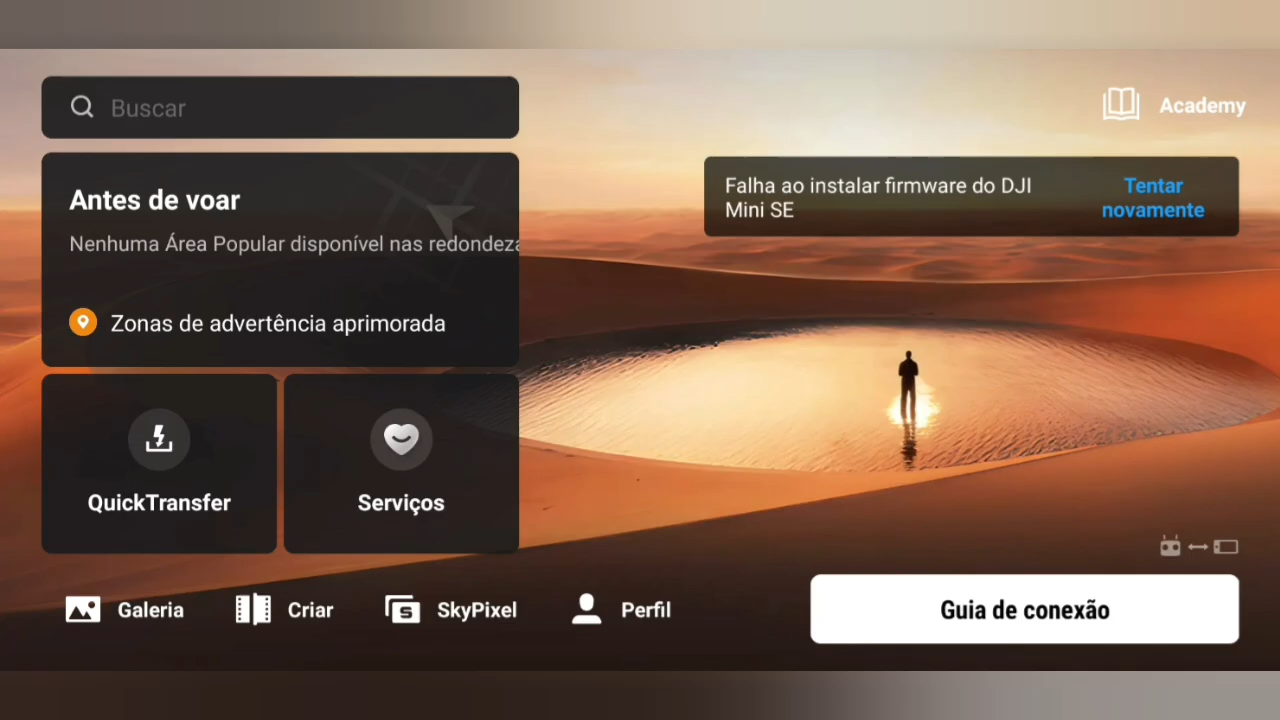 Buscar
Academy
Antes de voar
Nenhuma Área Popular disponível nas redondeza
Zonas de advertência aprimorada
Falha ao instalar firmware do DJI
Mini SE
Tentar
novamente
QuickTransfer
Serviços
Galeria
Criar
SkyPixel
Perfil
Guia de conexão